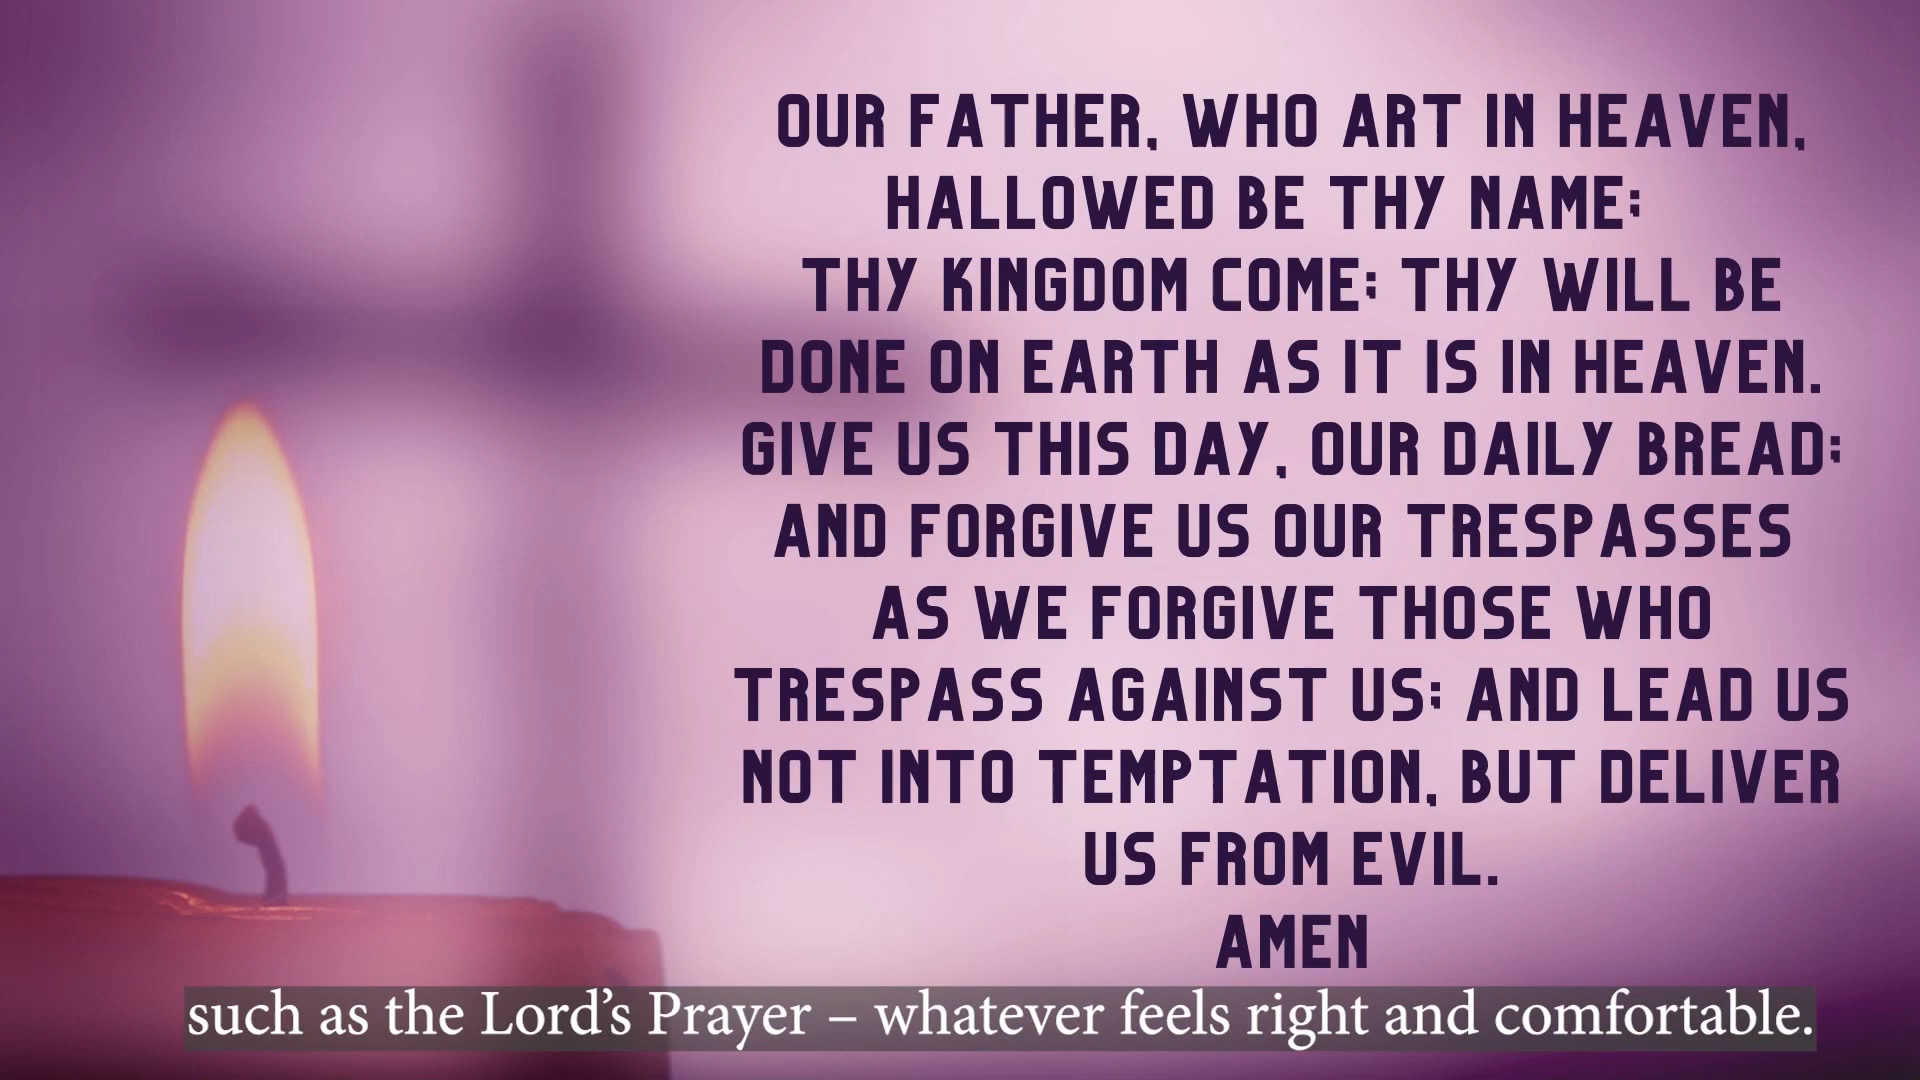 OUR FATHER, WHO ART IN HEAVEN,
HALLOWED BE THY NAME;
THY KINGDOM COME; THY WILL BE
DONE ON EARTH AS IT IS IN HEAVEN.
GIVE US THIS DAY, OUR DAILY BREAD;
AND FORGIVE US OUR TRESPASSES
AS WE FORGIVE THOSE WHO
TRESPASS AGAINST US; AND LEAD US
NOT INTO TEMPTATION, BUT DELIVER
US FROM EVIL.
AMEN
such as the Lord’s Prayer – whatever feels right and comfortable.